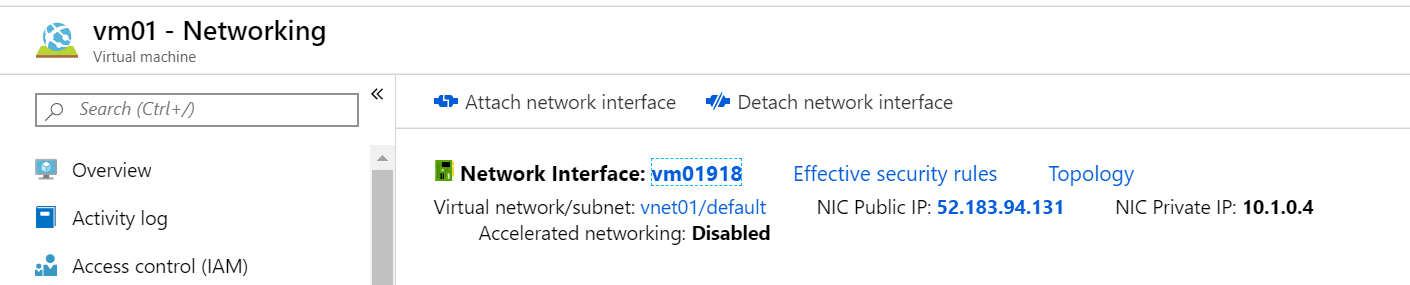 vm01 - Networking
Virtual machine
Search (Ctrl+/)
Overview
Activity log
Access control (IAM)
Attach network interface Detach network interface
Network Interface: vm01918 Effective security rules Topology
Virtual network/subnet: vnet01/default NIC Public IP: 52.183.94.131 NIC Private IP: 10.1.0.4
Accelerated networking: Disabled